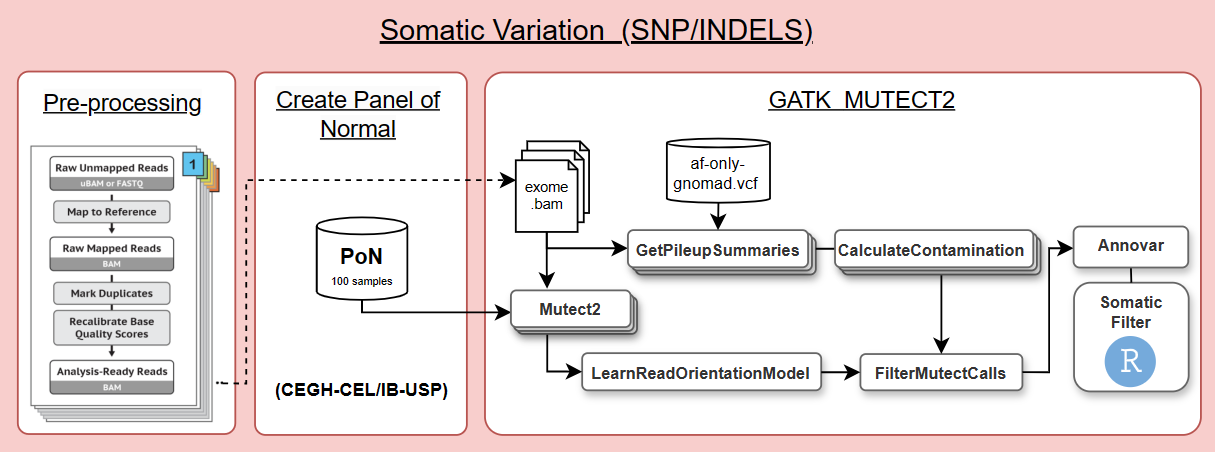 Somatic Variation (SNP/INDELS)
Pre-processing
1
Raw Unmapped Reads
uBAM or FASTQ
Map to Reference
Raw Mapped Reads
BAM
Mark Duplicates
Recalibrate Base
Quality Scores
Analysis-Ready Reads
BAM
Create Panel of
Normal
PoN
100 samples
(CEGH-CEL/IB-USP)
GATK MUTECT2
exome
.bam
af-only-
gnomad.vcf
GetPileupSummaries
CalculateContamination
Mutect2
LearnReadOrientationModel
FilterMutectCalls
Annovar
Somatic
Filter
R